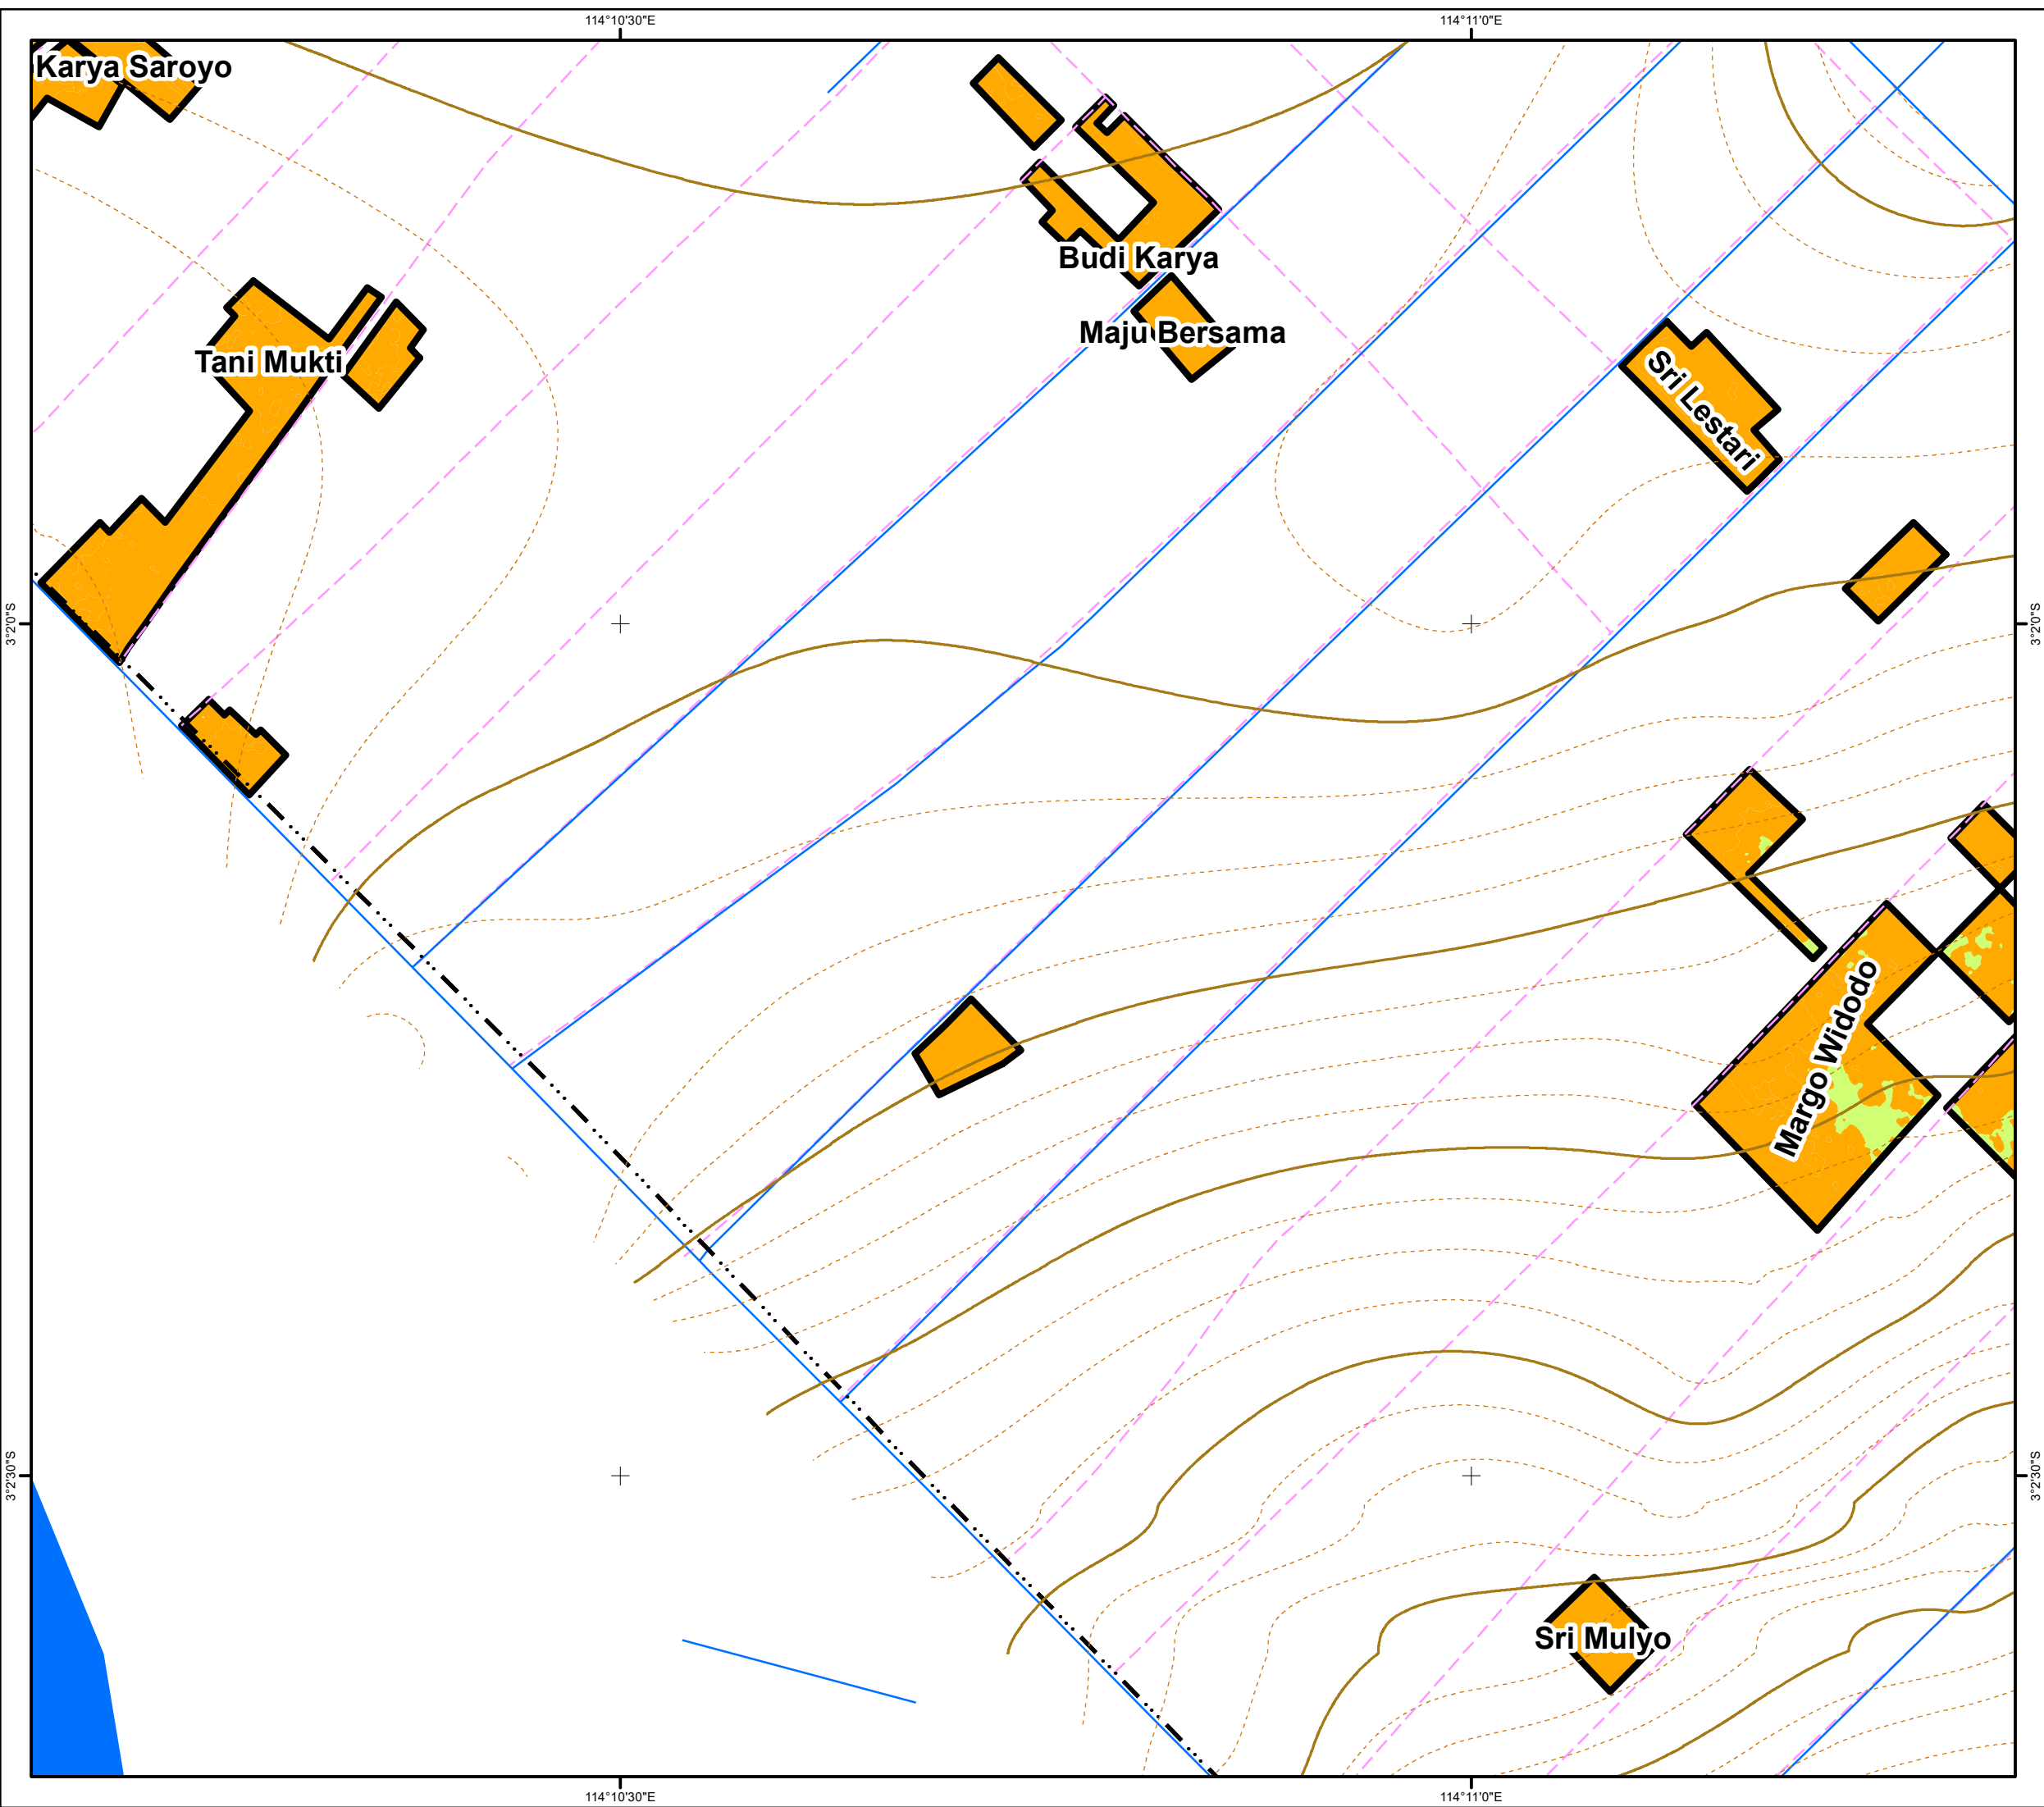 114°10'30"E
114°11'0"E
Karya Saroyo
Budi Karya
Maju Bersama
Tani Mukti
Sri Lestari
3°2'0"S
3°2'0"S
Margo Widodo
3°2'30"S
3°2'30"S
Sri Mulyo
114°10'30"E
114°11'0"E